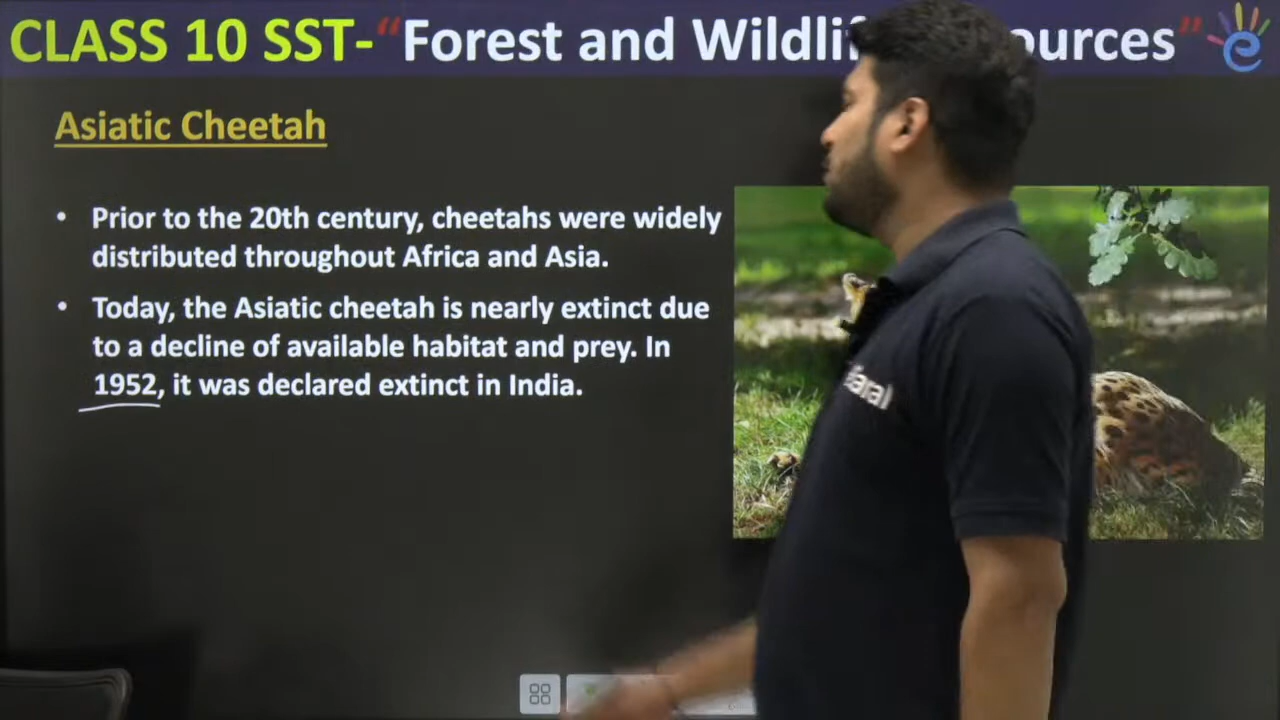 CLASS 10 SST-“Forest and Wildli ources”
Asiatic Cheetah
• Prior to the 20th century, cheetahs were widely
distributed throughout Africa and Asia.
• Today, the Asiatic cheetah is nearly extinct due
to a decline of available habitat and prey. In
1952, it was declared extinct in India.